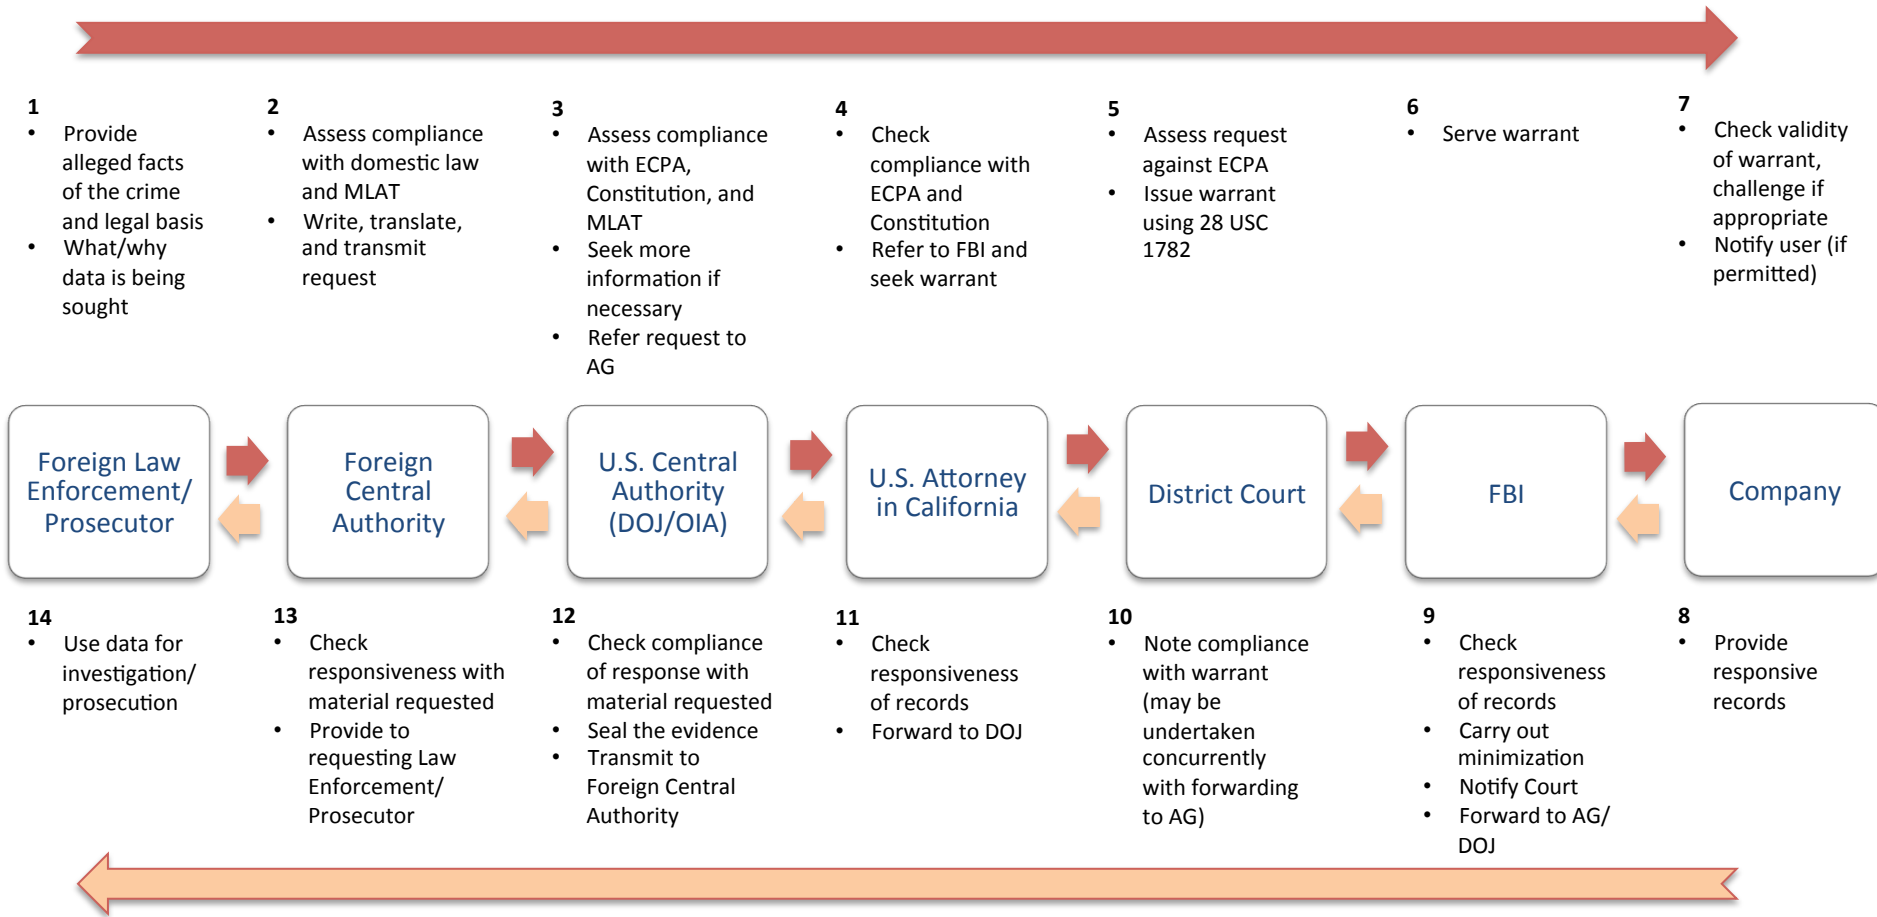 1
• Provide
alleged facts
of the crime
and legal basis
• What/why
data is being
sought
2
• Assess compliance
with domestic law
and MLAT
• Write, translate,
and transmit
request
3
• Assess compliance
with ECPA,
Constitution, and
MLAT
• Seek more
information if
necessary
• Refer request to
AG
4
• Check
compliance with
ECPA and
Constitution
• Refer to FBI and
seek warrant
5
• Assess request
against ECPA
• Issue warrant
using 28 USC
1782
6
• Serve warrant
7
• Check validity
of warrant,
challenge if
appropriate
• Notify user (if
permitted)
Foreign Law
Enforcement/
Prosecutor
Foreign
Central
Authority
U.S. Central
Authority
(DOJ/OIA)
U.S. Attorney
in California
District Court
FBI
Company
14
• Use data for
investigation/
prosecution
13
• Check
responsiveness with
material requested
• Provide to
requesting Law
Enforcement/
Prosecutor
12
• Check compliance
of response with
material requested
• Seal the evidence
• Transmit to
Foreign Central
Authority
11
• Check
responsiveness
of records
• Forward to DOJ
10
• Note compliance
with warrant
(may be
undertaken
concurrently
with forwarding
to AG)
9
• Check
responsiveness
of records
• Carry out
minimization
• Notify Court
• Forward to AG/
DOJ
8
• Provide
responsive
records